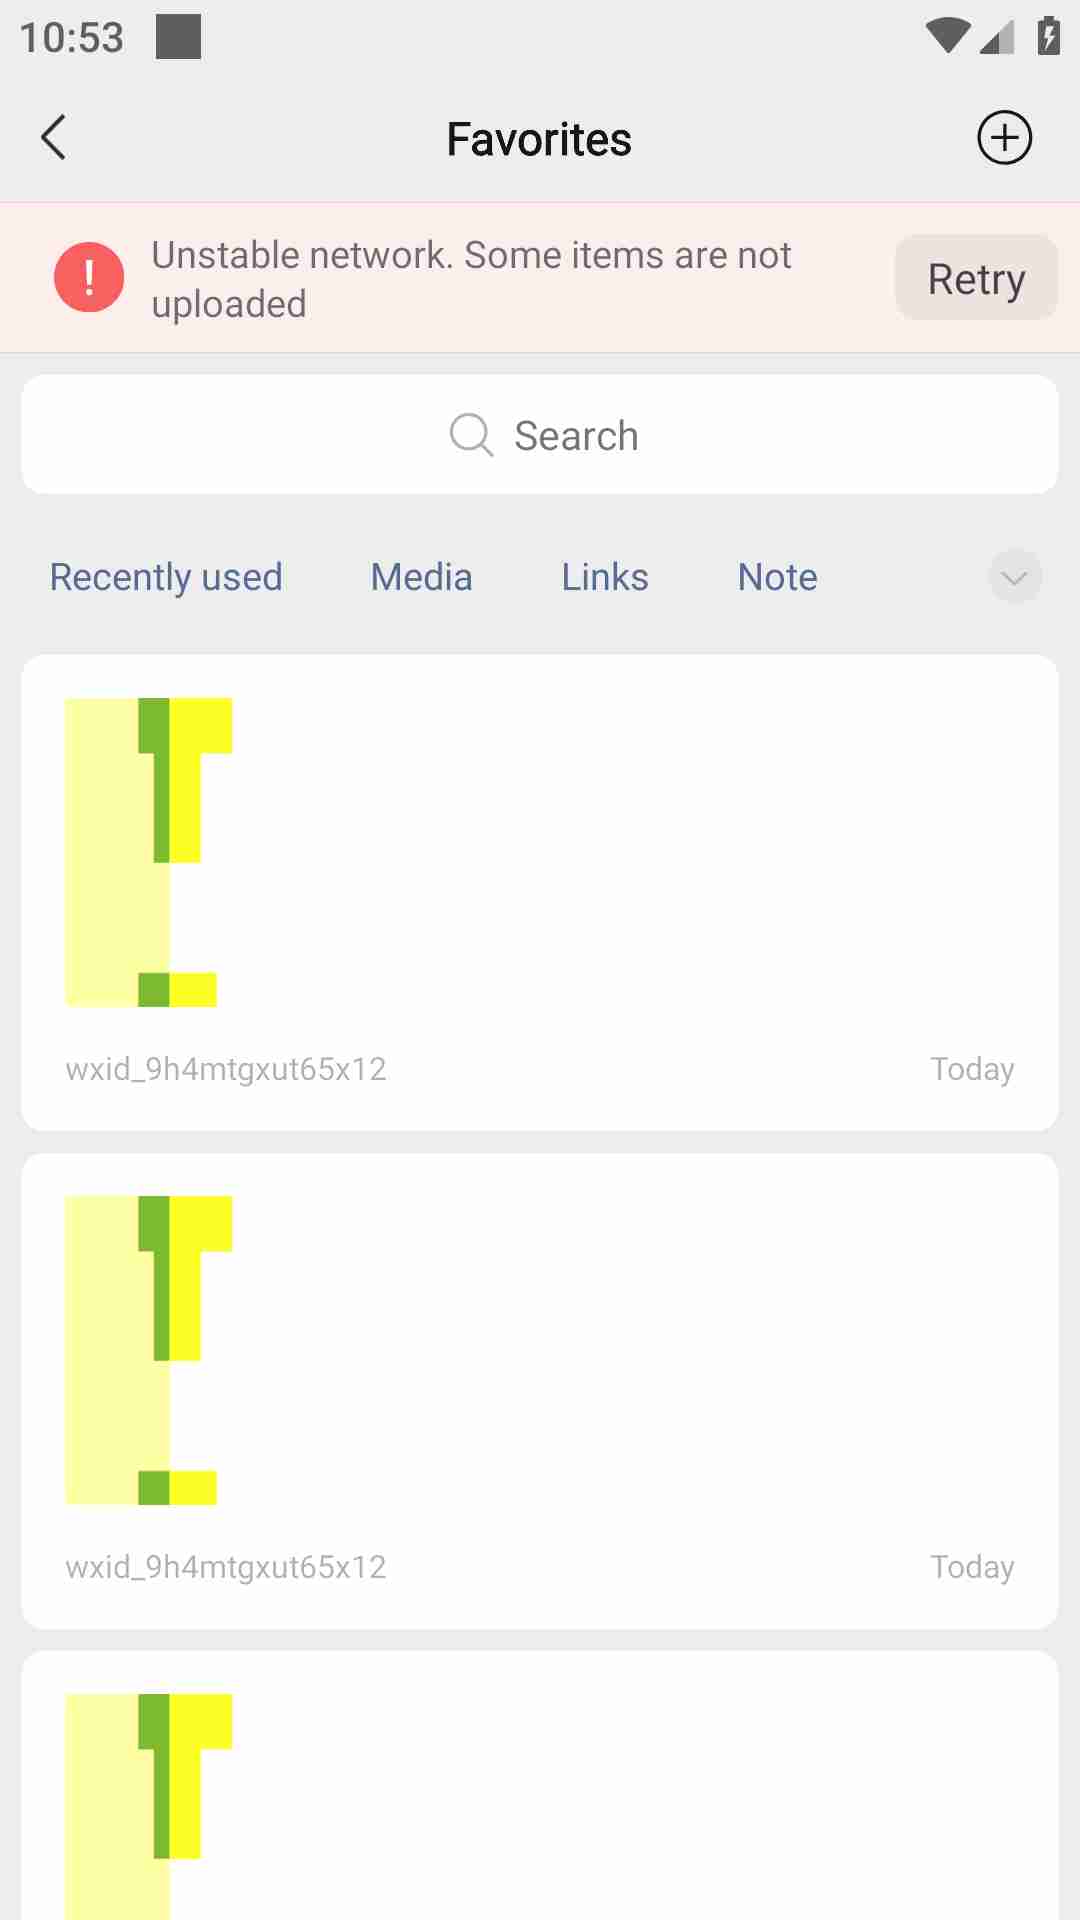 10:53
Favorites
Unstable network. Some items are not
uploaded
Retry
Search
Recently used Media Links Note
wxid_9h4mtgxut65x12 Today
wxid_9h4mtgxut65x12 Today